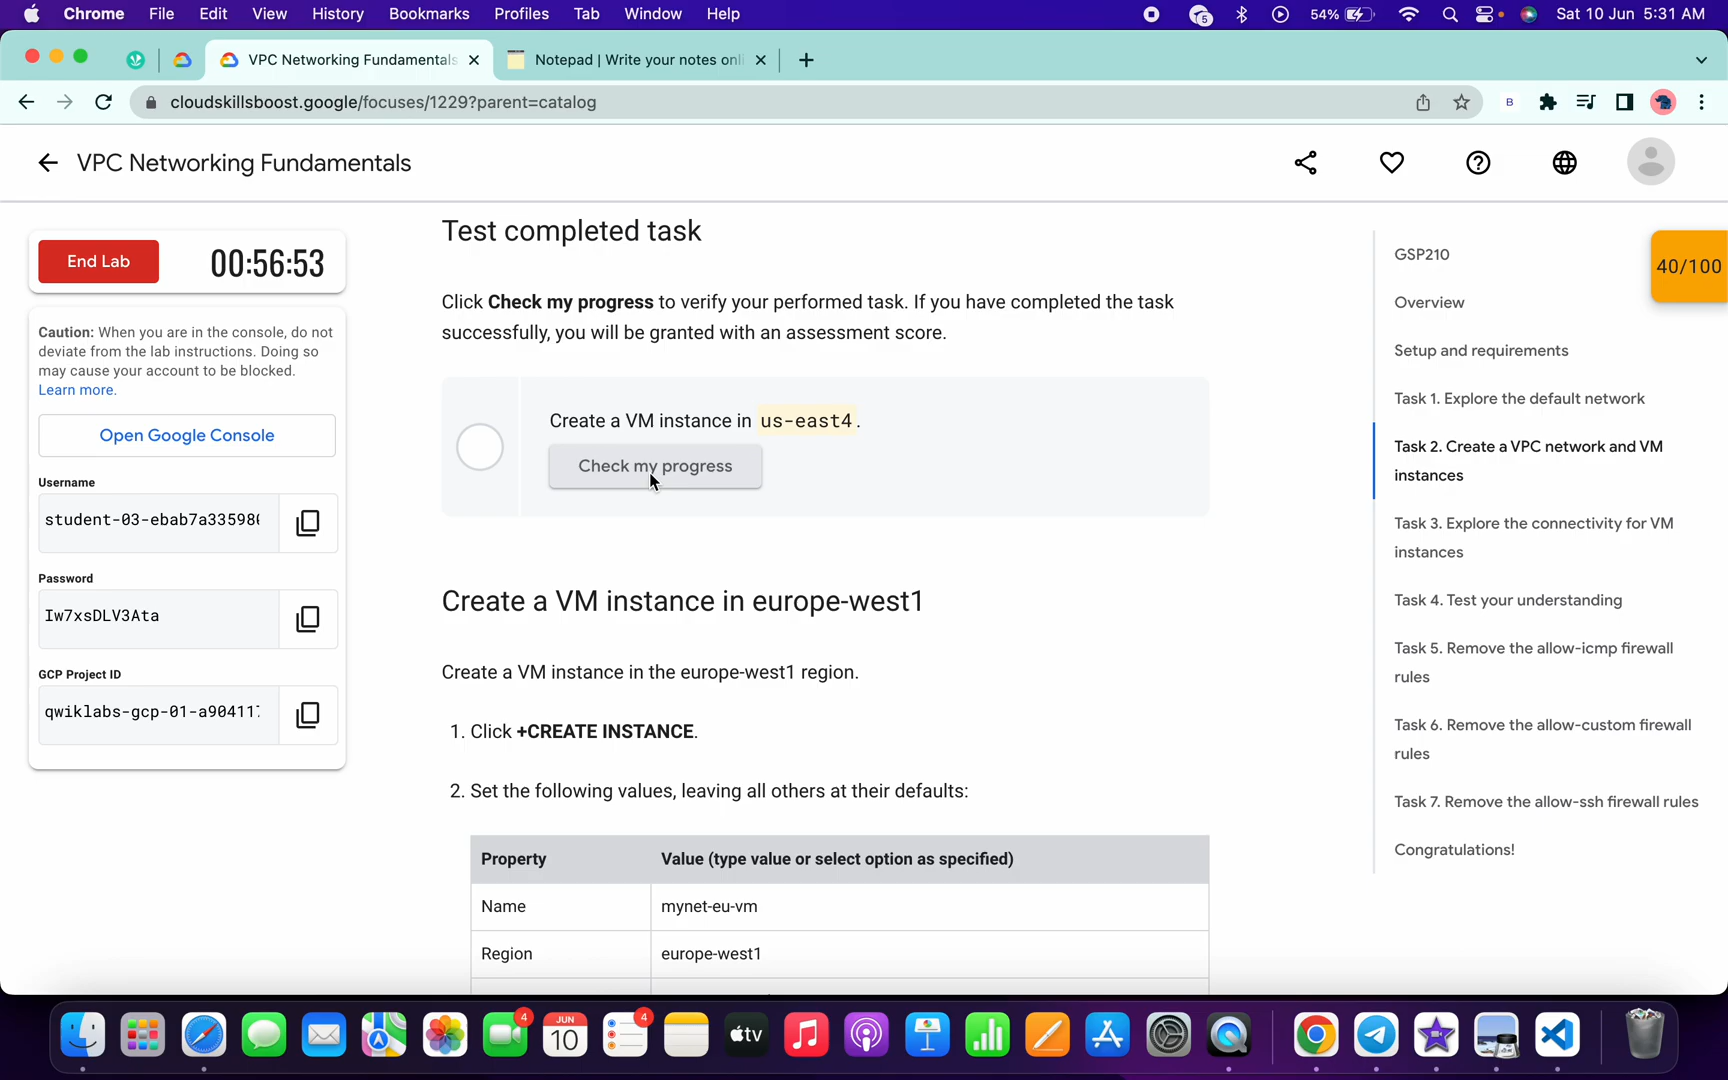 Chrome File Edit View History Bookmarks Profiles Tab Window Help
5
54%
Sat 10 Jun 5:31 AM
VPC Networking Fundamentals
Notepad | Write your notes onli
cloudskillsboost.google/focuses/1229?parent=catalog
B
VPC Networking Fundamentals
End Lab
00:56:53
Caution: When you are in the console, do not
deviate from the lab instructions. Doing so
may cause your account to be blocked.
Learn more.
Open Google Console
Username
student-03-ebab7a33598
Password
Iw7xsDLV3Ata
GCP Project ID
qwiklabs-gcp-01-a90411
Test completed task
Click Check my progress to verify your performed task. If you have completed the task
successfully, you will be granted with an assessment score.
Create a VM instance in us-east4.
Check my progress
Create a VM instance in europe-west1
Create a VM instance in the europe-west1 region.
1. Click +CREATE INSTANCE.
2. Set the following values, leaving all others at their defaults:
Property Value (type value or select option as specified)
Name mynet-eu-vm
Region europe-west1
GSP210
40/100
Overview
Setup and requirements
Task 1. Explore the default network
Task 2. Create a VPC network and VM
instances
Task 3. Explore the connectivity for VM
instances
Task 4. Test your understanding
Task 5. Remove the allow-icmp firewall
rules
Task 6. Remove the allow-custom firewall
rules
Task 7. Remove the allow-ssh firewall rules
Congratulations!
4
JUN
10
4
tv